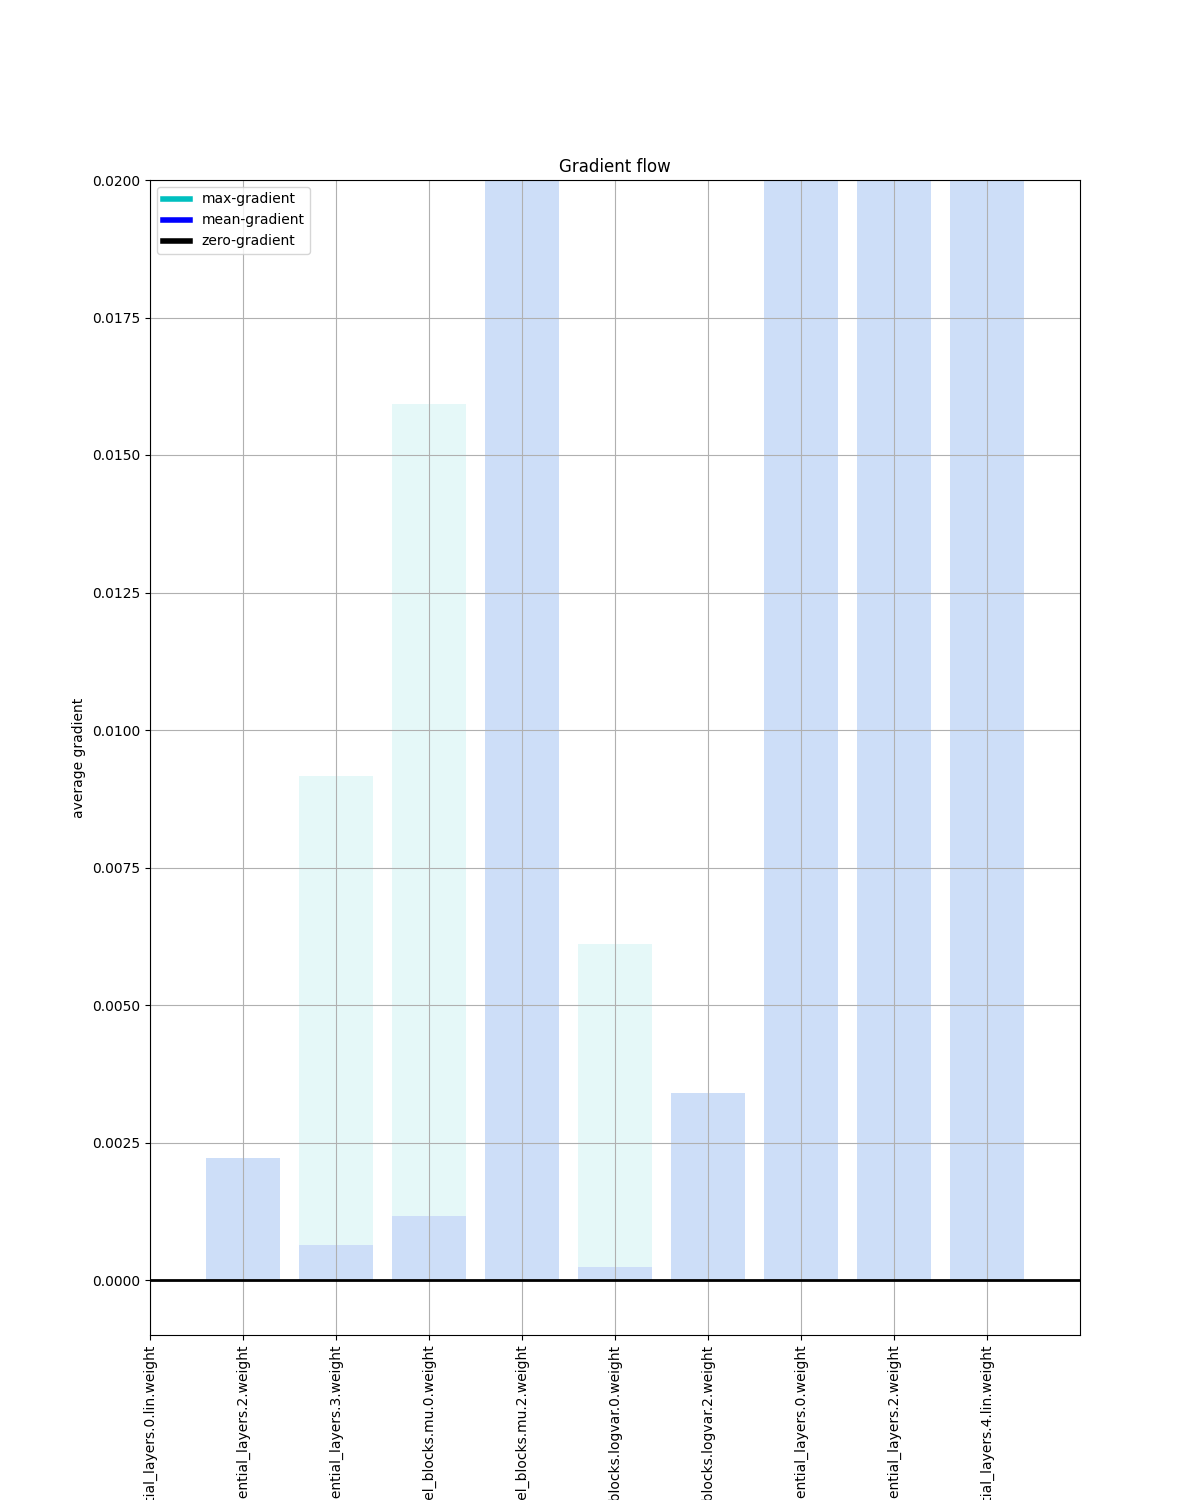 Gradient flow
max-gradient
mean-gradient
zero-gradient
average gradient
0.0200
0.0175
0.0150
0.0125
0.0100
0.0075
0.0050
0.0025
0.0000
tial_layers.0.lin.weight
ential_layers.2.weight
ential_layers.3.weight
el_blocks.mu.0.weight
el_blocks.mu.2.weight
blocks.logvar.0.weight
blocks.logvar.2.weight
ential_layers.0.weight
ential_layers.2.weight
tial_layers.4.lin.weight